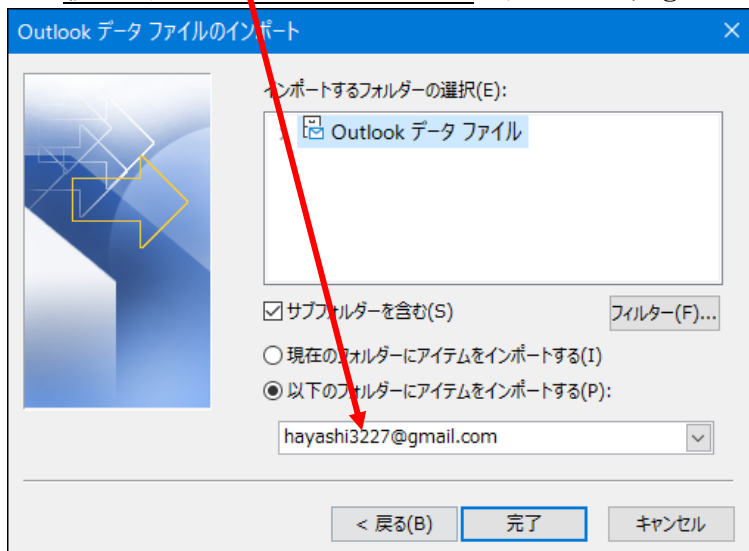 Outlook データ ファイルのインポート
インポートするフォルダーの選択(E):
Outlook データ ファイル
サブフォルダーを含む(S)
フィルター(F)...
現在のフォルダーにアイテムをインポートする(I)
以下のフォルダーにアイテムをインポートする(P):
hayashi3227@gmail.com
< 戻る(B)
完了
キャンセル